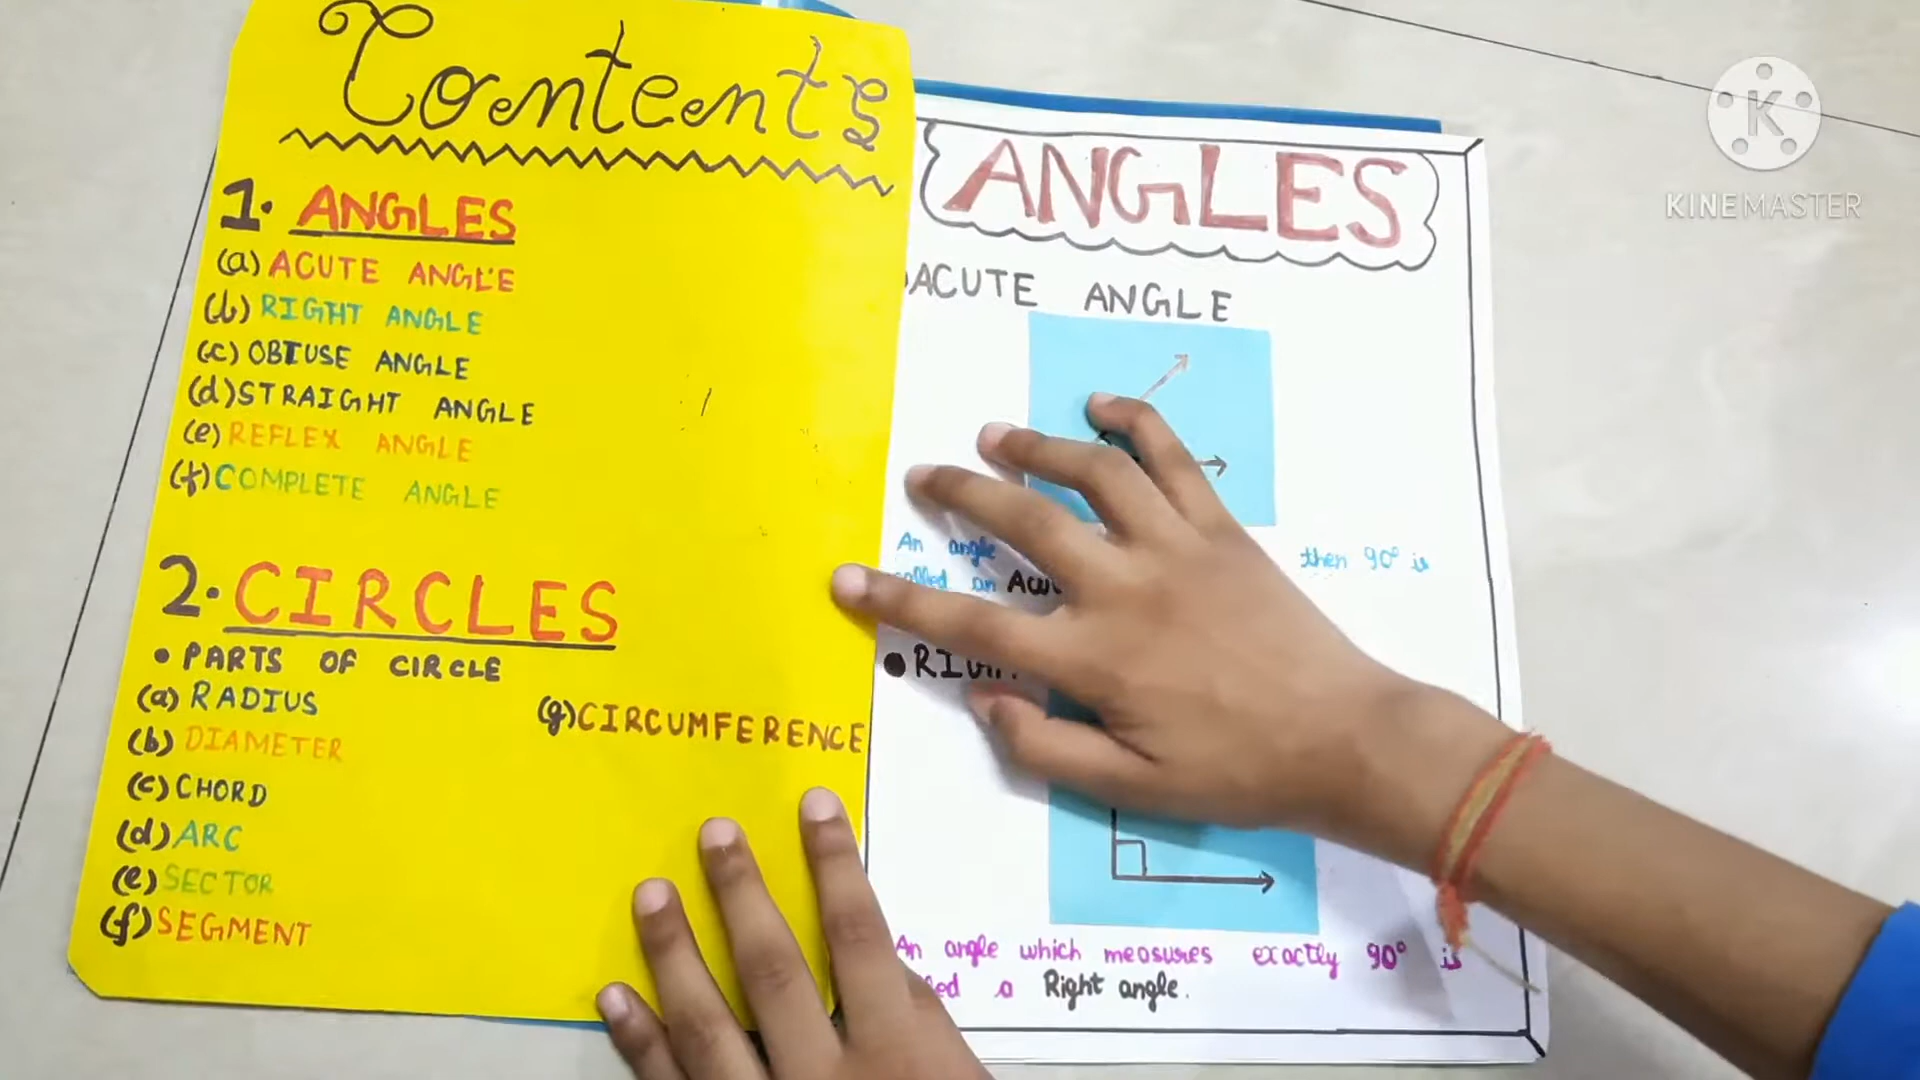 Contents
1. ANGLES
(a) ACUTE ANGLE
(b) RIGHT ANGLE
(c) OBTUSE ANGLE
(d) STRAIGHT ANGLE
(e) REFLEX ANGLE
(f) COMPLETE ANGLE
2. CIRCLES
• PARTS OF CIRCLE
(a) RADIUS
(b) DIAMETER
(c) CHORD
(d) ARC
(e) SECTOR
(f) SEGMENT
(g) CIRCUMFERENCE
ANGLES
ACUTE ANGLE
An angle then 90° is
an
An angle which measures exactly 90° is
a Right angle.
KINEMASTER